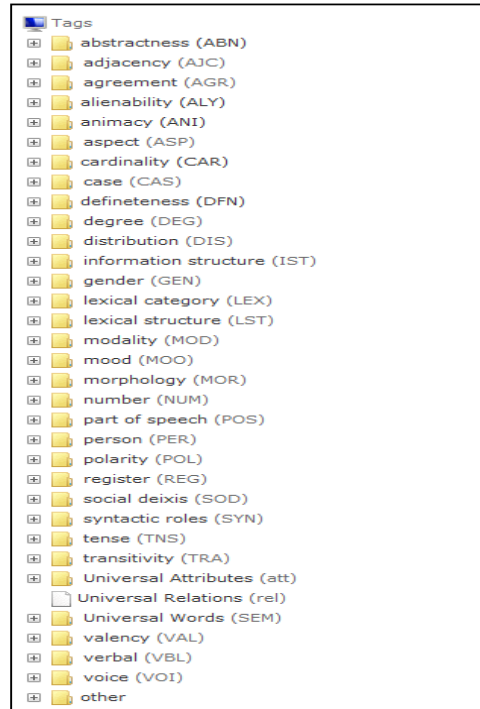 Tags
abstractness (ABN)
adjacency (AJC)
agreement (AGR)
alienability (ALY)
animacy (ANI)
aspect (ASP)
cardinality (CAR)
case (CAS)
defineteness (DFN)
degree (DEG)
distribution (DIS)
information structure (IST)
gender (GEN)
lexical category (LEX)
lexical structure (LST)
modality (MOD)
mood (MOO)
morphology (MOR)
number (NUM)
part of speech (POS)
person (PER)
polarity (POL)
register (REG)
social deixis (SOD)
syntactic roles (SYN)
tense (TNS)
transitivity (TRA)
Universal Attributes (att)
Universal Relations (rel)
Universal Words (SEM)
valency (VAL)
verbal (VBL)
voice (VOI)
other